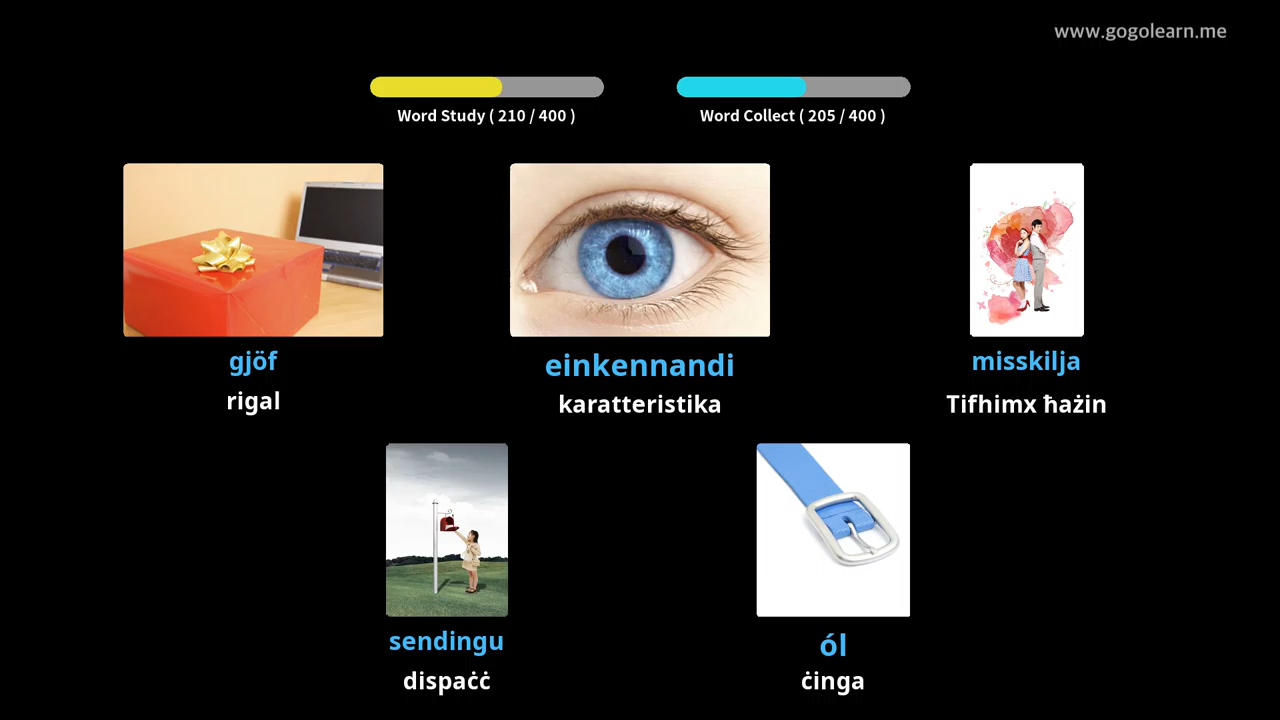 www.gogolearn.me
Word Study ( 210 / 400 )
Word Collect ( 205 / 400 )
gjöf
einkennandi
misskilja
rigal
karatteristika
Tifhimx ħażin
sendingu
ól
dispaċċ
ċinga